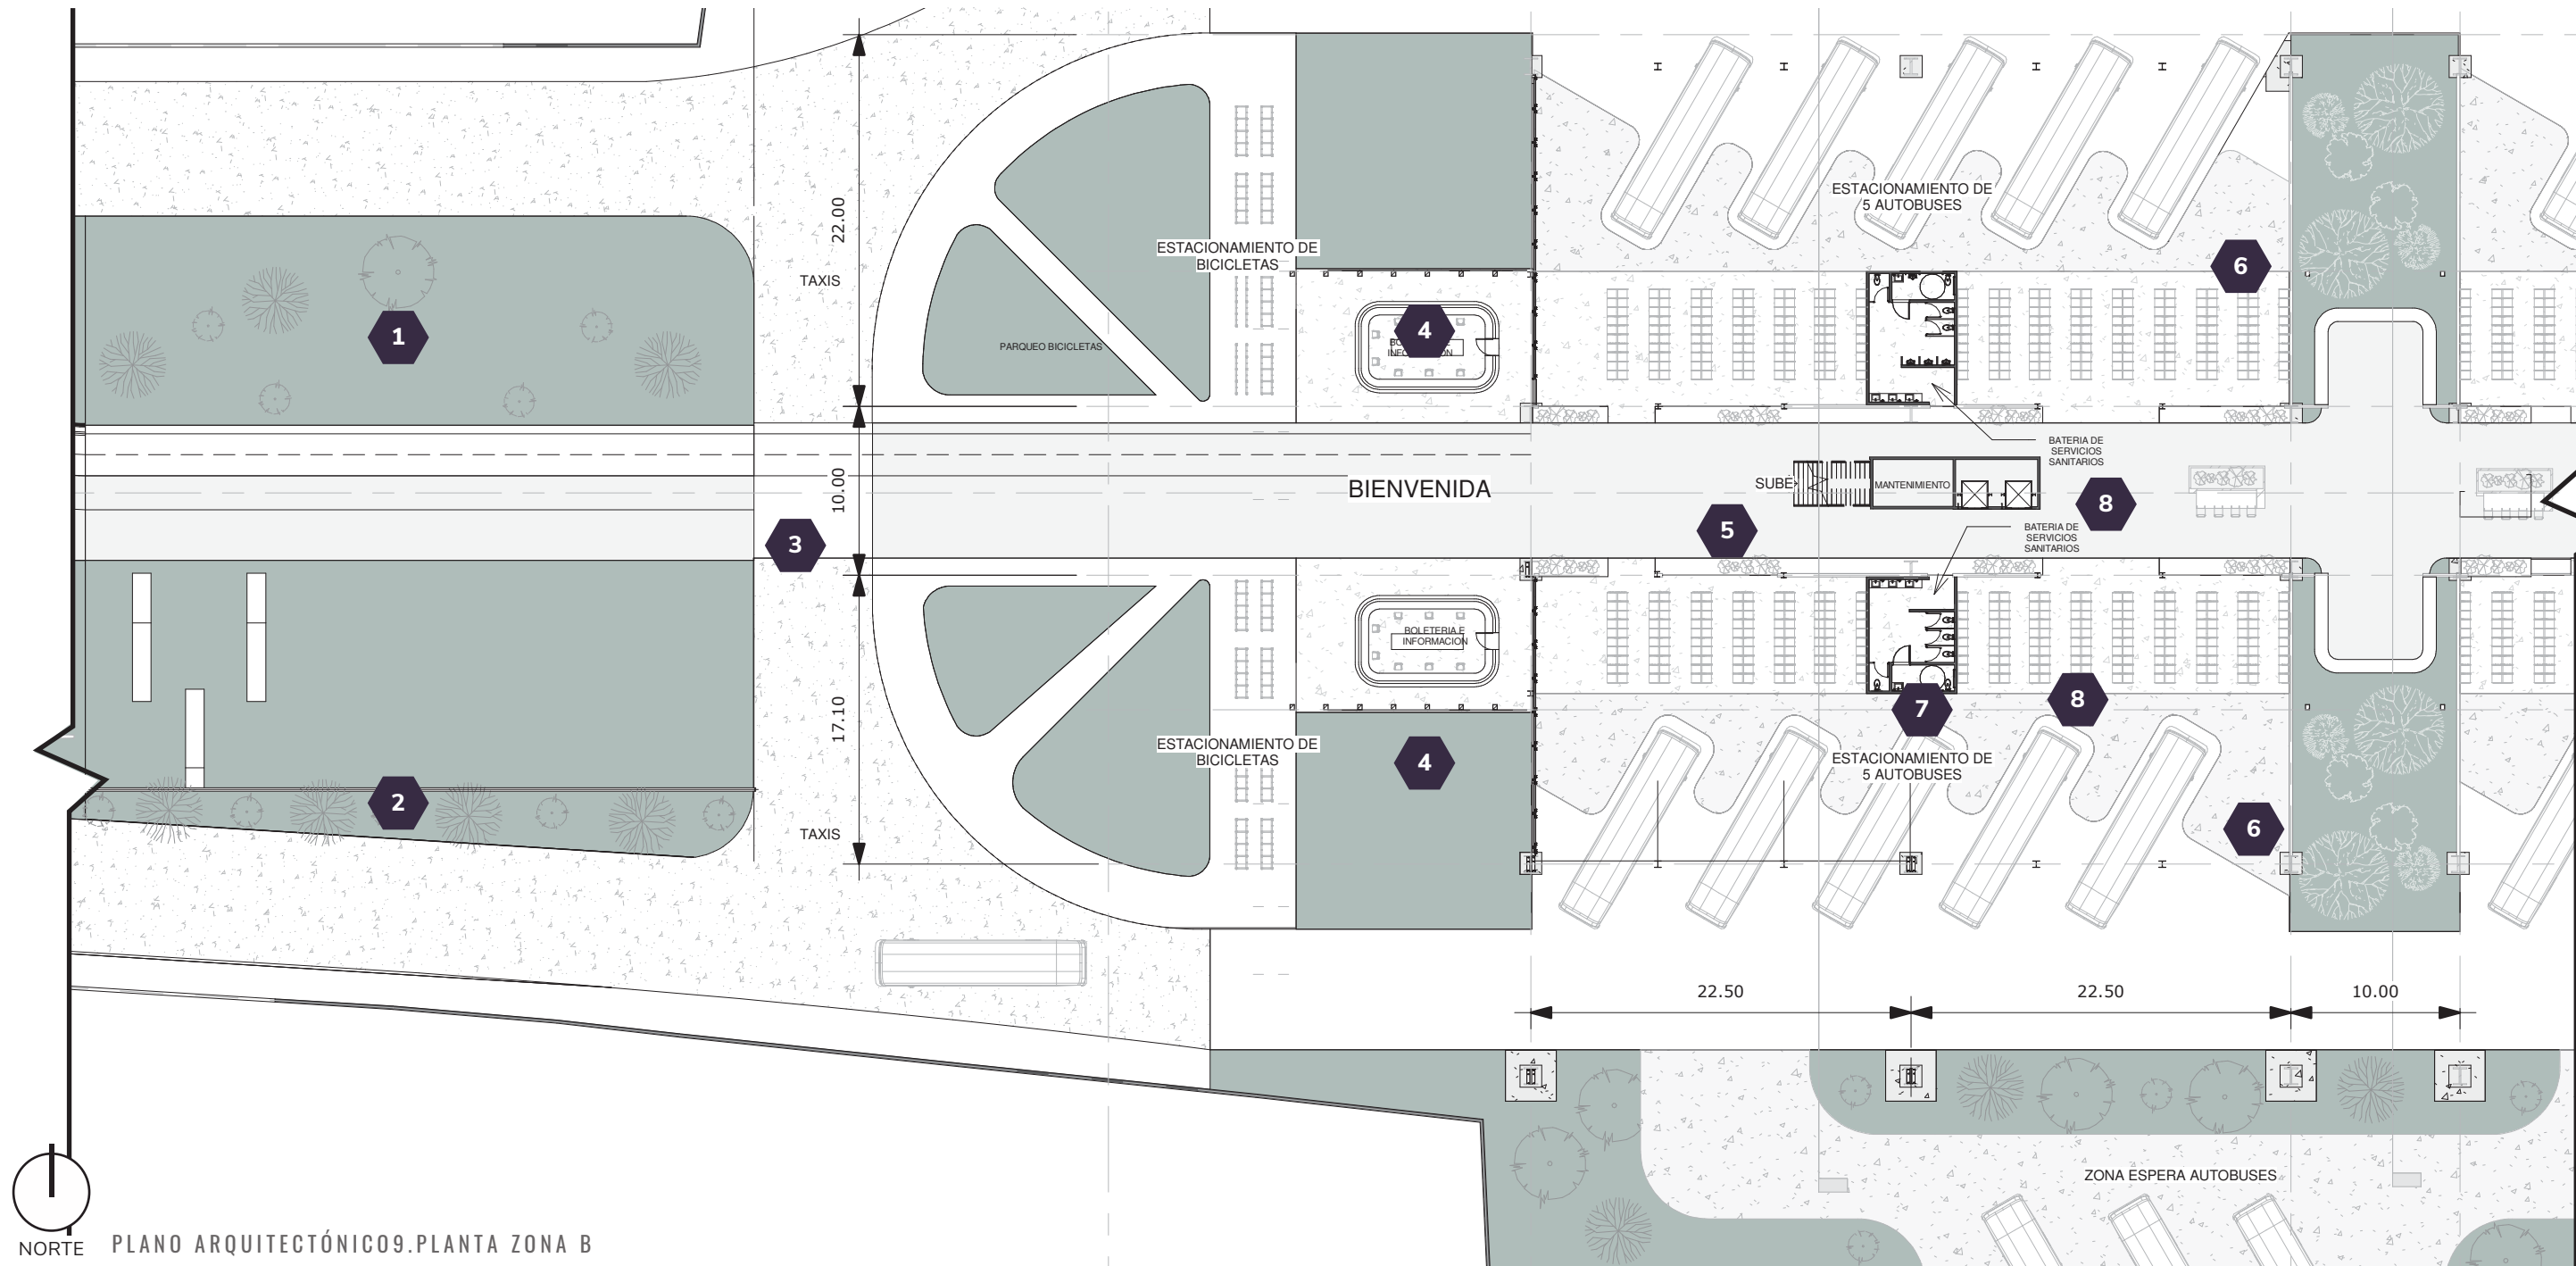 22.00
TAXIS
ESTACIONAMIENTO DE
BICICLETAS
PARQUEO BICICLETAS
ESTACIONAMIENTO DE
5 AUTOBUSES
6
1
4
BATERIA DE
SERVICIOS
SANITARIOS
10.00
BIENVENIDA
SUBE
MANTENIMIENTO
8
5
3
BATERIA DE
SERVICIOS
SANITARIOS
BOLETERIA E
INFORMACION
17.10
8
7
ESTACIONAMIENTO DE
BICICLETAS
4
ESTACIONAMIENTO DE
5 AUTOBUSES
2
TAXIS
6
22.50
22.50
10.00
ZONA ESPERA AUTOBUSES
NORTE
PLANO ARQUITECTÓNICO9.PLANTA ZONA B